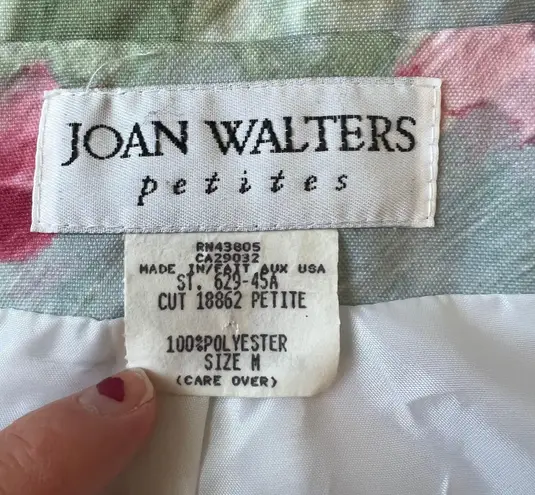 JOAN WALTERS
petites
RN43805
CA29032
MADE IN/FAIT AUX USA
ST. 629-45A
CUT 18862 PETITE
100%POLYESTER
SIZE M
(CARE OVER)